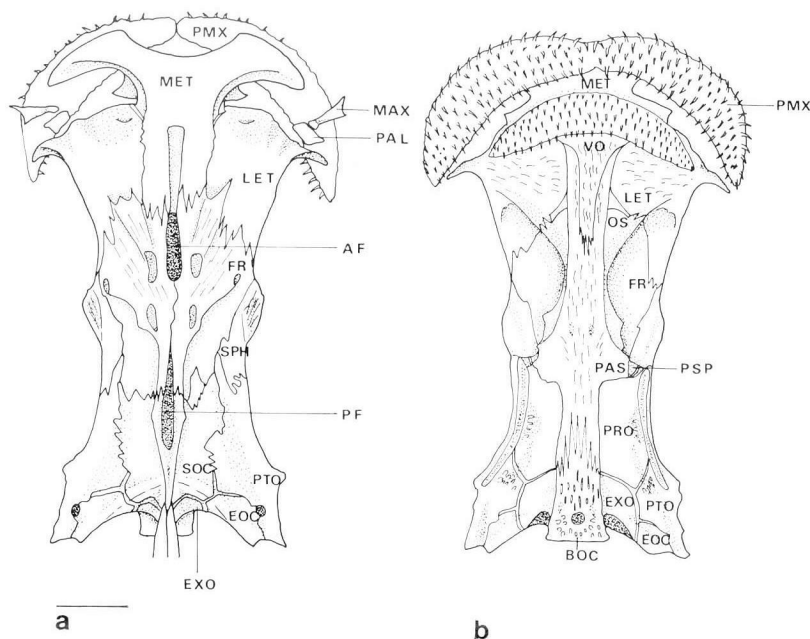 PMX
MET
MAX
PAL
LET
AF
FR
SPH
PF
SOC
PTO
EOC
EXO
a
MET
PMX
VO
LET
OS
FR
PAS
PSP
PRO
EXO
PTO
EOC
BOC
b